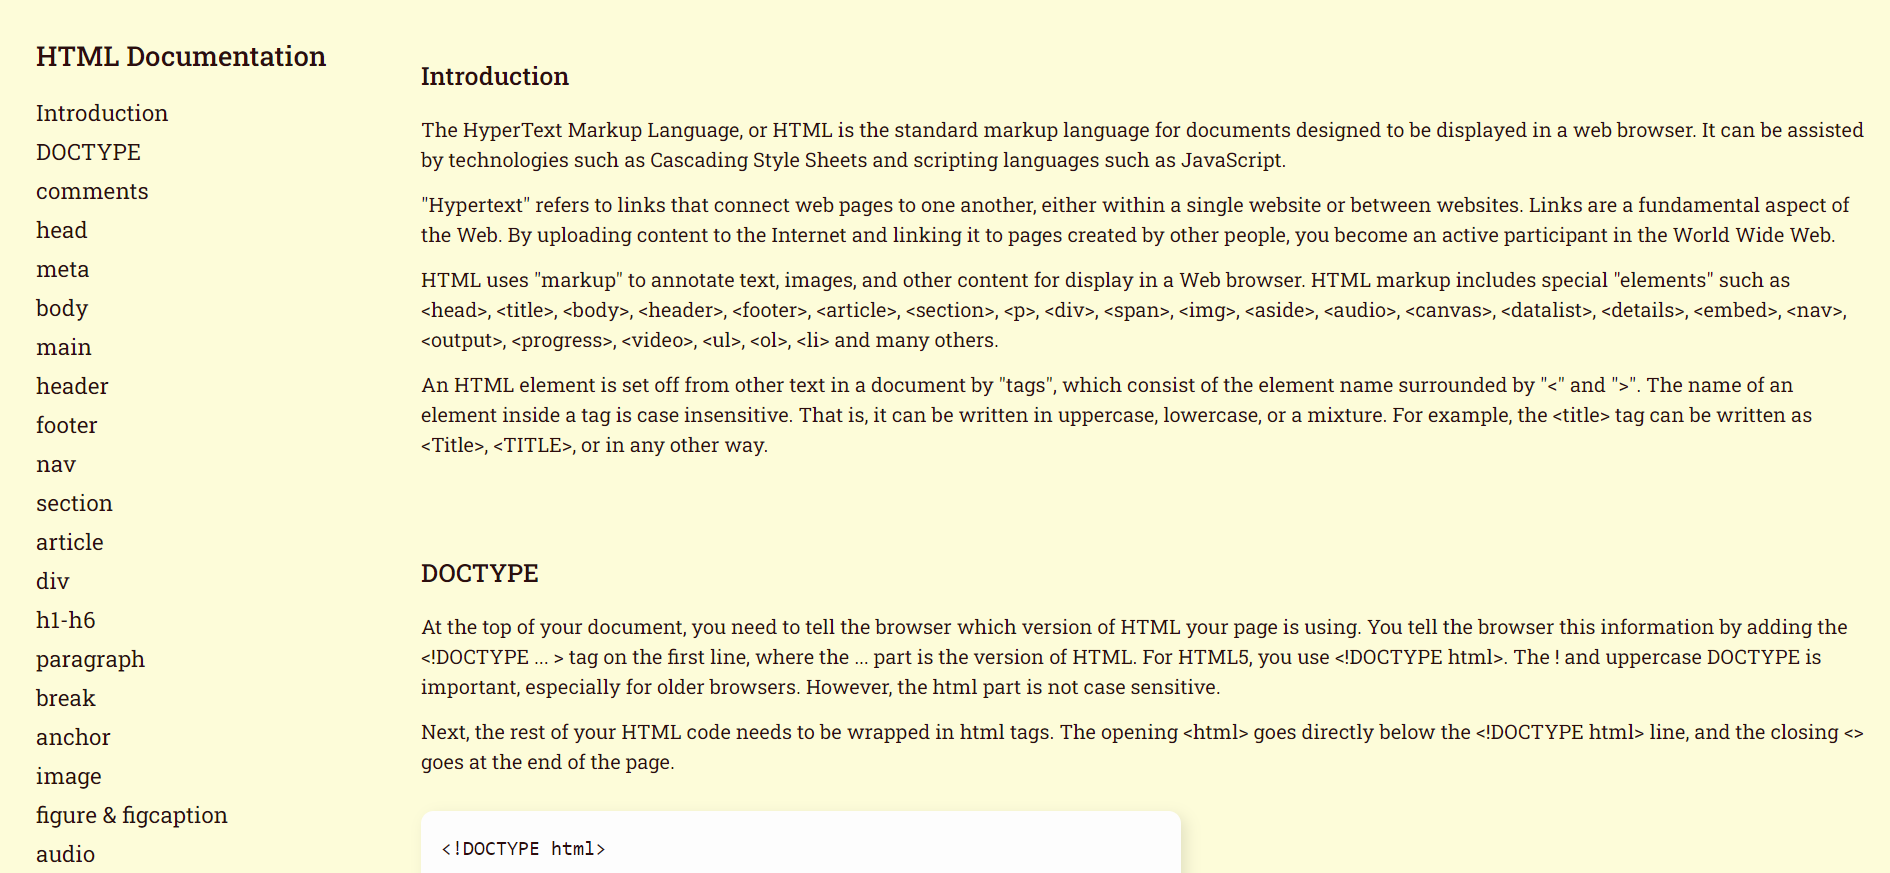 HTML Documentation
Introduction
DOCTYPE
comments
head
meta
body
main
header
footer
nav
section
article
div
h1-h6
paragraph
break
anchor
image
figure & figcaption
audio
Introduction
The HyperText Markup Language, or HTML is the standard markup language for documents designed to be displayed in a web browser. It can be assisted
by technologies such as Cascading Style Sheets and scripting languages such as JavaScript.
"Hypertext" refers to links that connect web pages to one another, either within a single website or between websites. Links are a fundamental aspect of
the Web. By uploading content to the Internet and linking it to pages created by other people, you become an active participant in the World Wide Web.
HTML uses "markup" to annotate text, images, and other content for display in a Web browser. HTML markup includes special "elements" such as
<head>, <title>, <body>, <header>, <footer>, <article>, <section>, <p>, <div>, <span>, <img>, <aside>, <audio>, <canvas>, <datalist>, <details>, <embed>, <nav>,
<output>, <progress>, <video>, <ul>, <ol>, <li> and many others.
An HTML element is set off from other text in a document by "tags", which consist of the element name surrounded by "<" and ">". The name of an
element inside a tag is case insensitive. That is, it can be written in uppercase, lowercase, or a mixture. For example, the <title> tag can be written as
<Title>, <TITLE>, or in any other way.
DOCTYPE
At the top of your document, you need to tell the browser which version of HTML your page is using. You tell the browser this information by adding the
<!DOCTYPE ... > tag on the first line, where the ... part is the version of HTML. For HTML5, you use <!DOCTYPE html>. The ! and uppercase DOCTYPE is
important, especially for older browsers. However, the html part is not case sensitive.
Next, the rest of your HTML code needs to be wrapped in html tags. The opening <html> goes directly below the <!DOCTYPE html> line, and the closing <>
goes at the end of the page.
<!DOCTYPE html>